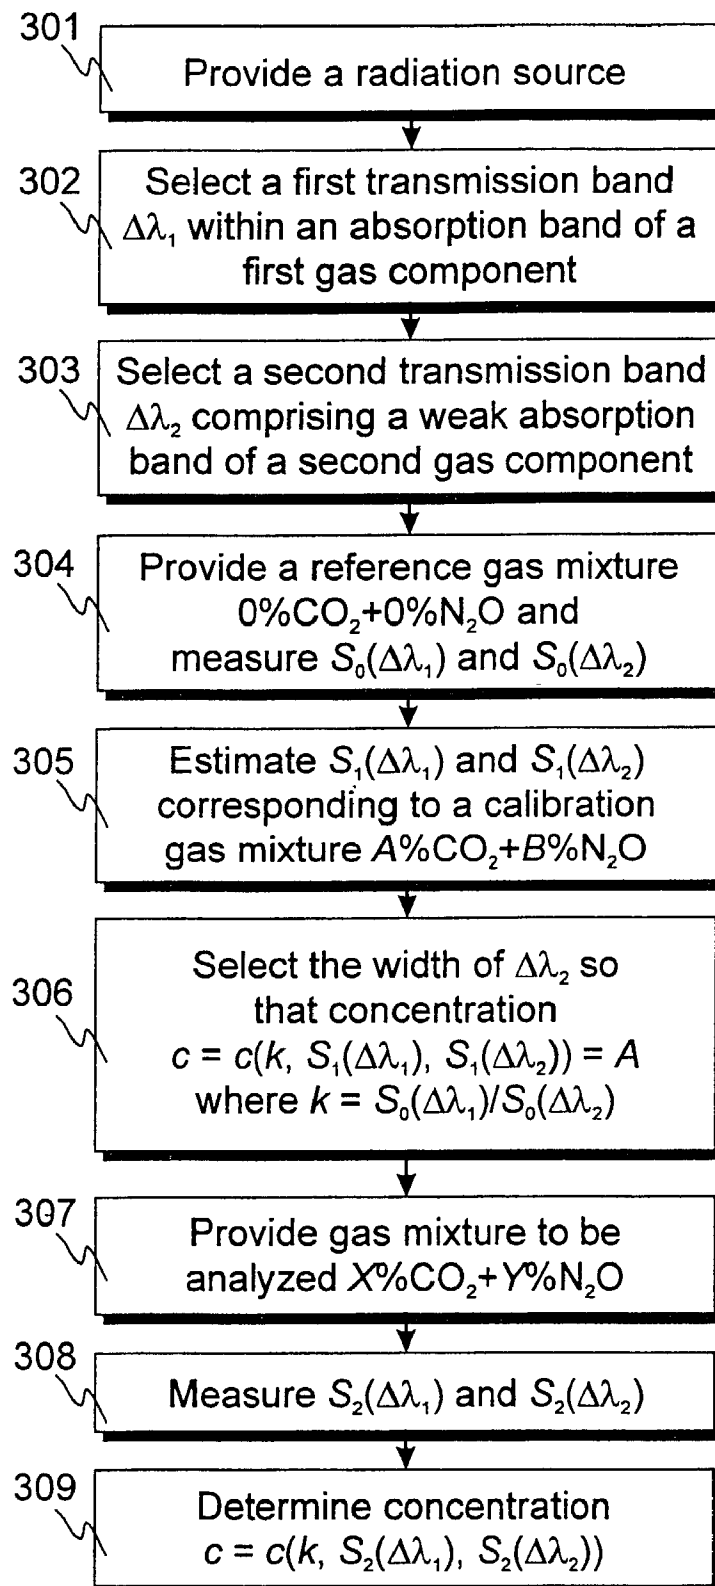 301
Provide a radiation source
302
Select a first transmission band
Δλ₁ within an absorption band of a
first gas component
303
Select a second transmission band
Δλ₂ comprising a weak absorption
band of a second gas component
304
Provide a reference gas mixture
0%CO₂+0%N₂O and
measure S₀(Δλ₁) and S₀(Δλ₂)
305
Estimate S₁(Δλ₁) and S₁(Δλ₂)
corresponding to a calibration
gas mixture A%CO₂+B%N₂O
306
Select the width of Δλ₂ so
that concentration
c = c(k, S₁(Δλ₁), S₁(Δλ₂)) = A
where k = S₀(Δλ₁)/S₀(Δλ₂)
307
Provide gas mixture to be
analyzed X%CO₂+Y%N₂O
308
Measure S₂(Δλ₁) and S₂(Δλ₂)
309
Determine concentration
c = c(k, S₂(Δλ₁), S₂(Δλ₂))